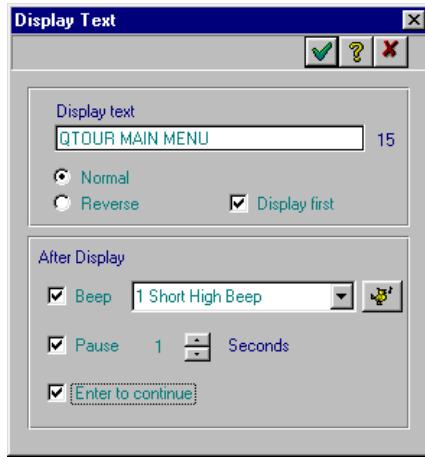 Display Text
Display text
QTOUR MAIN MENU 15
Normal
Reverse Display first
After Display
Beep 1 Short High Beep
Pause 1 Seconds
Enter to continue